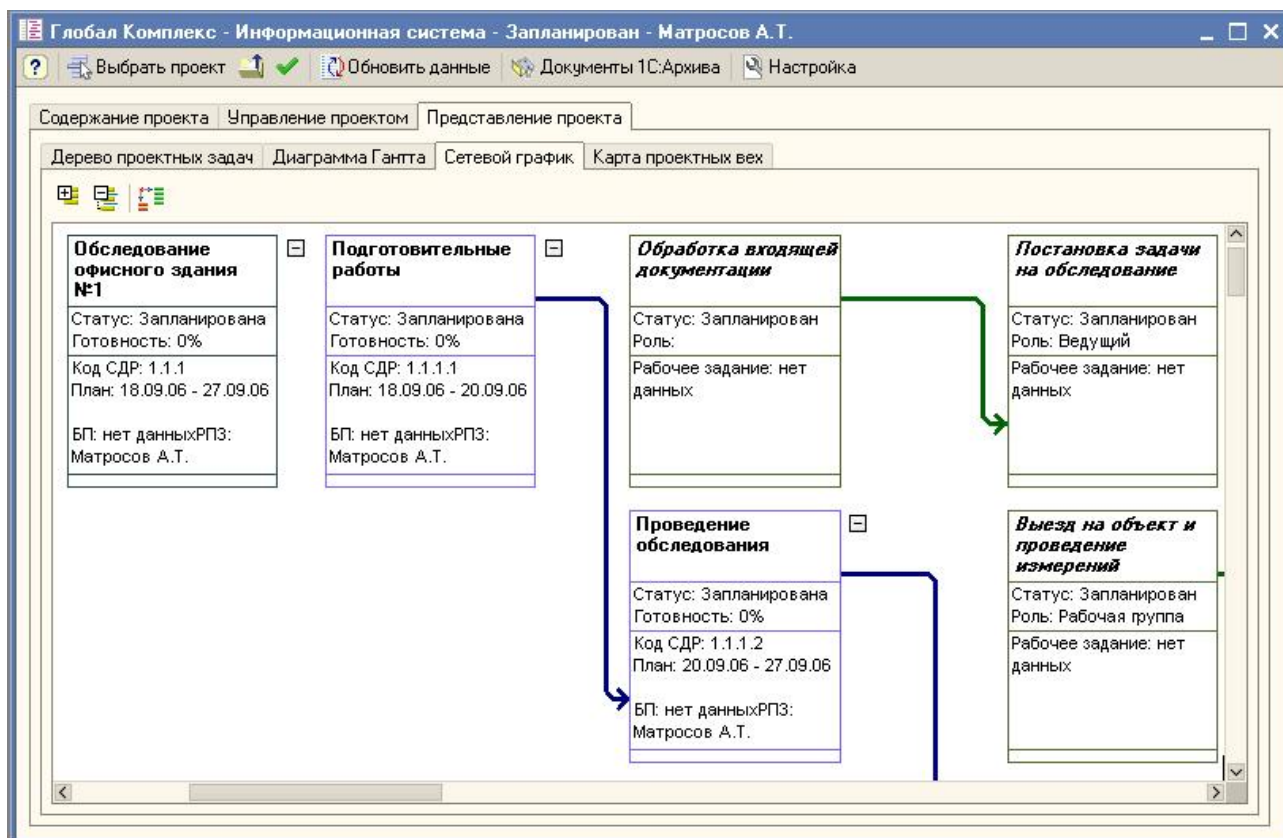 Глобал Комплекс - Информационная система - Запланирован - Матросов А.Т.
? Выбрать проект Обновить данные Документы 1С:Архива Настройка
Содержание проекта Управление проектом Представление проекта
Дерево проектных задач Диаграмма Гантта Сетевой график Карта проектных вех
Обследование
офисного здания
№1
Статус: Запланирована
Готовность: 0%
Код СДР: 1.1.1
План: 18.09.06 - 27.09.06
БП: нет данныхРПЗ:
Матросов А.Т.
Подготовительные
работы
Статус: Запланирована
Готовность: 0%
Код СДР: 1.1.1.1
План: 18.09.06 - 20.09.06
БП: нет данныхРПЗ:
Матросов А.Т.
Обработка входящей
документации
Статус: Запланирован
Роль:
Рабочее задание: нет
данных
Постановка задачи
на обследование
Статус: Запланирован
Роль: Ведущий
Рабочее задание: нет
данных
Проведение
обследования
Статус: Запланирована
Готовность: 0%
Код СДР: 1.1.1.2
План: 20.09.06 - 27.09.06
БП: нет данныхРПЗ:
Матросов А.Т.
Выезд на объект и
проведение
измерений
Статус: Запланирован
Роль: Рабочая группа
Рабочее задание: нет
данных